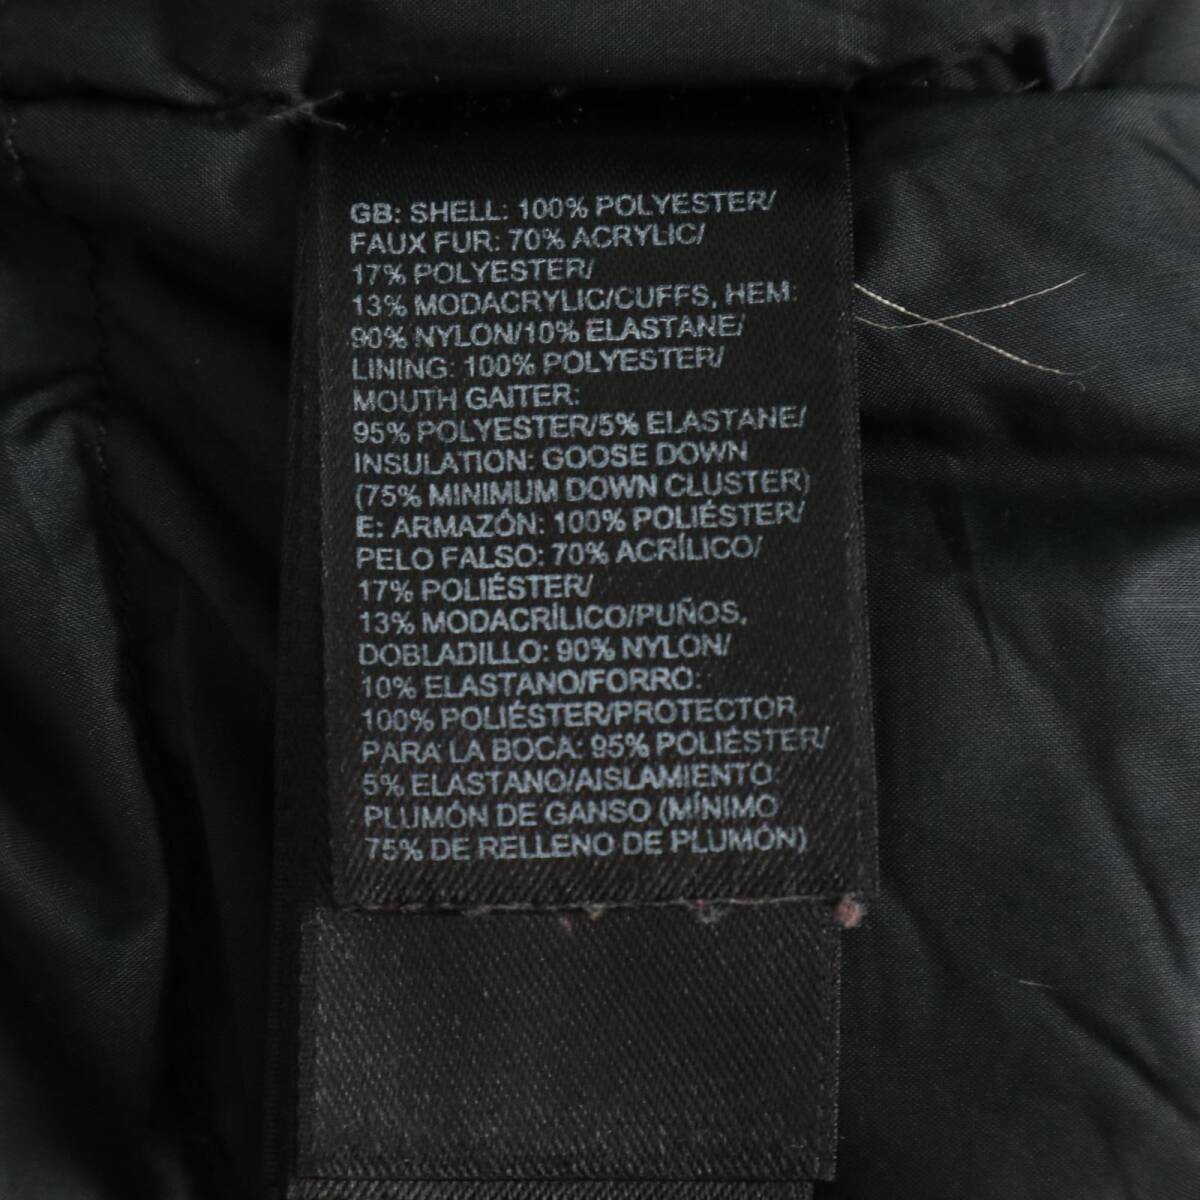 GB: SHELL: 100% POLYESTER/
FAUX FUR: 70% ACRYLIC/
17% POLYESTER/
13% MODACRYLIC/CUFFS, HEM:
90% NYLON/10% ELASTANE/
LINING: 100% POLYESTER/
MOUTH GAITER:
95% POLYESTER/5% ELASTANE/
INSULATION: GOOSE DOWN
(75% MINIMUM DOWN CLUSTER)
E: ARMAZÓN: 100% POLIÉSTER/
PELO FALSO: 70% ACRÍLICO/
17% POLIÉSTER/
13% MODACRÍLICO/PUÑOS,
DOBLADILLO: 90% NYLON/
10% ELASTANO/FORRO:
100% POLIÉSTER/PROTECTOR
PARA LA BOCA: 95% POLIÉSTER/
5% ELASTANO/AISLAMIENTO:
PLUMÓN DE GANSO (MÍNIMO
75% DE RELLENO DE PLUMÓN)